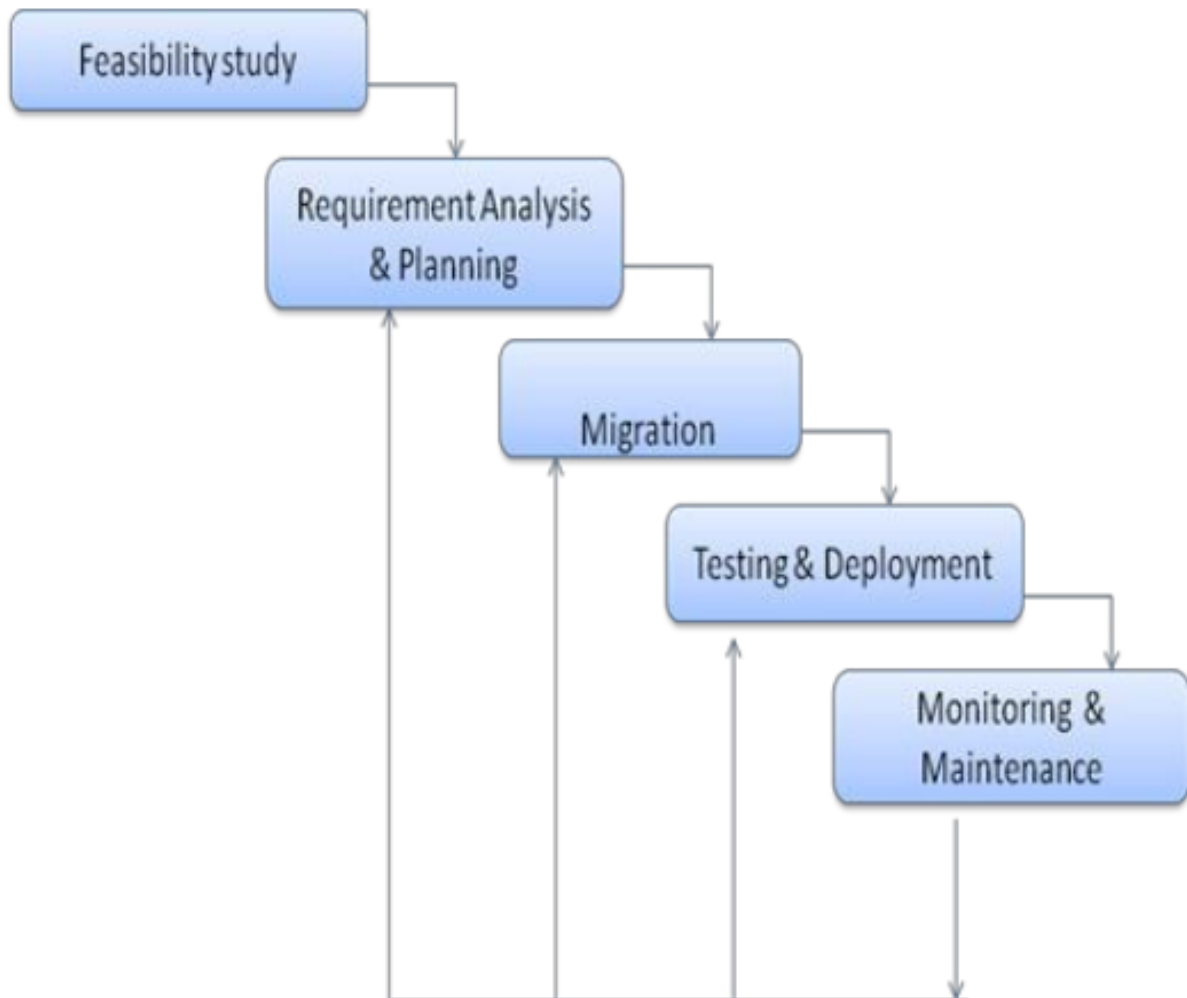 Feasibility study
Requirement Analysis
& Planning
Migration
Testing & Deployment
Monitoring &
Maintenance